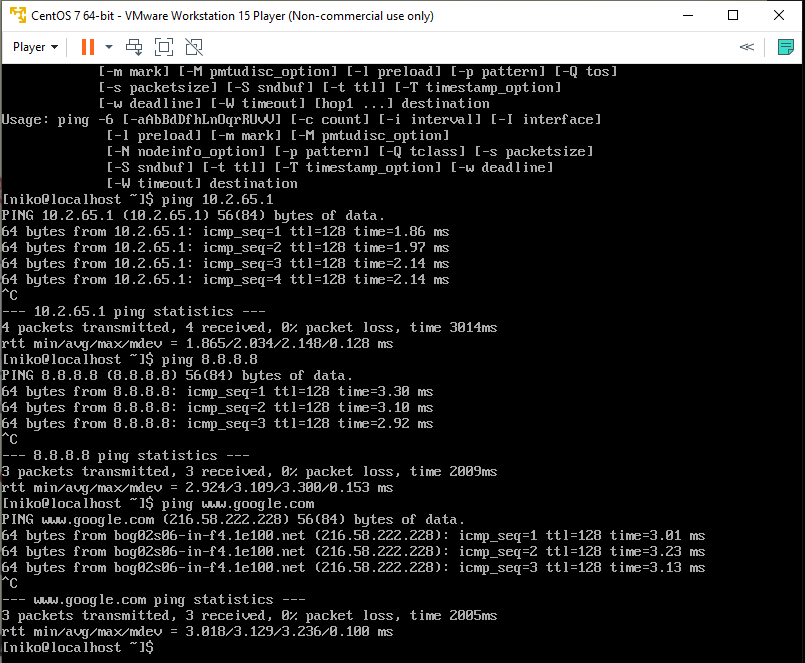 CentOS 7 64-bit - VMware Workstation 15 Player (Non-commercial use only)
Player
[-m mark] [-M pmtudisc_option] [-l preload] [-p pattern] [-Q tos]
[-s packetsize] [-S sndbuf] [-t ttl] [-T timestamp_option]
[-w deadline] [-W timeout] [hop1 ...] destination
Usage: ping -6 [-aAbBdDfhLnOqrRUvV] [-c count] [-i interval] [-I interface]
[-l preload] [-m mark] [-M pmtudisc_option]
[-N nodeinfo_option] [-p pattern] [-Q tclass] [-s packetsize]
[-S sndbuf] [-t ttl] [-T timestamp_option] [-w deadline]
[-W timeout] destination
[niko@localhost ~]$ ping 10.2.65.1
PING 10.2.65.1 (10.2.65.1) 56(84) bytes of data.
64 bytes from 10.2.65.1: icmp_seq=1 ttl=128 time=1.86 ms
64 bytes from 10.2.65.1: icmp_seq=2 ttl=128 time=1.97 ms
64 bytes from 10.2.65.1: icmp_seq=3 ttl=128 time=2.14 ms
64 bytes from 10.2.65.1: icmp_seq=4 ttl=128 time=2.14 ms
^C
--- 10.2.65.1 ping statistics ---
4 packets transmitted, 4 received, 0% packet loss, time 3014ms
rtt min/avg/max/mdev = 1.865/2.034/2.148/0.128 ms
[niko@localhost ~]$ ping 8.8.8.8
PING 8.8.8.8 (8.8.8.8) 56(84) bytes of data.
64 bytes from 8.8.8.8: icmp_seq=1 ttl=128 time=3.30 ms
64 bytes from 8.8.8.8: icmp_seq=2 ttl=128 time=3.10 ms
64 bytes from 8.8.8.8: icmp_seq=3 ttl=128 time=2.92 ms
^C
--- 8.8.8.8 ping statistics ---
3 packets transmitted, 3 received, 0% packet loss, time 2009ms
rtt min/avg/max/mdev = 2.924/3.109/3.300/0.153 ms
[niko@localhost ~]$ ping www.google.com
PING www.google.com (216.58.222.228) 56(84) bytes of data.
64 bytes from bog02s06-in-f4.1e100.net (216.58.222.228): icmp_seq=1 ttl=128 time=3.01 ms
64 bytes from bog02s06-in-f4.1e100.net (216.58.222.228): icmp_seq=2 ttl=128 time=3.23 ms
64 bytes from bog02s06-in-f4.1e100.net (216.58.222.228): icmp_seq=3 ttl=128 time=3.13 ms
^C
--- www.google.com ping statistics ---
3 packets transmitted, 3 received, 0% packet loss, time 2005ms
rtt min/avg/max/mdev = 3.018/3.129/3.236/0.100 ms
[niko@localhost ~]$